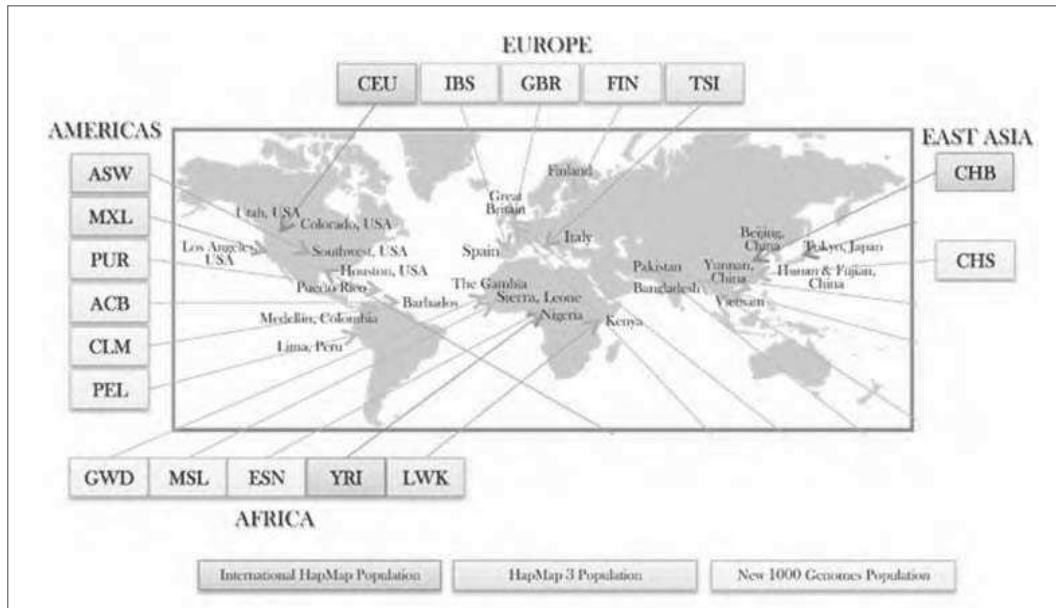 EUROPE
CEU IBS GBR FIN TSI
AMERICAS
EAST ASIA
ASW
MXL
PUR
ACB
CLM
PEL
CHB
CHS
Finland
Great
Britain
Utah, USA
Colorado, USA
Los Angeles,
USA
Southwest, USA
Houston, USA
Puerto Rico
Barbados
Medellin, Colombia
Lima, Peru
Spain
Italy
The Gambia
Sierra, Leone
Nigeria
Kenya
Pakistan
Bangladesh
Beijing,
China
Tokyo, Japan
Yunnan,
China
Hunan & Fujian,
China
Vietnam
GWD MSL ESN YRI LWK
AFRICA
International HapMap Population
HapMap 3 Population
New 1000 Genomes Population